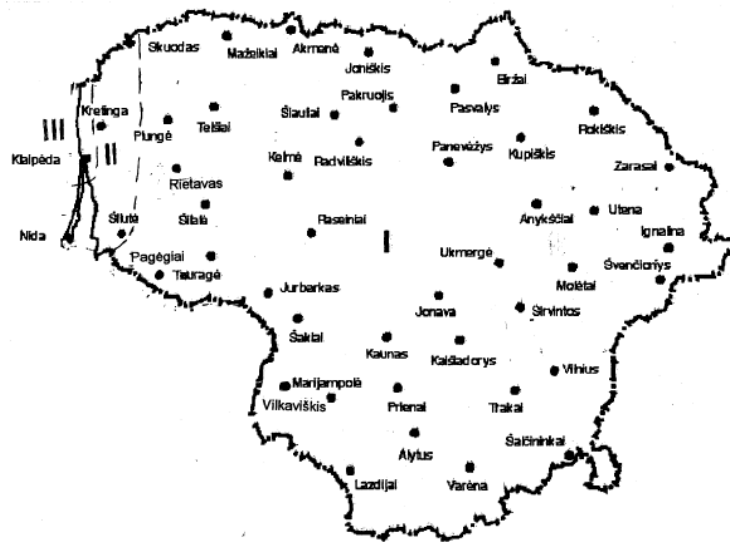 Skuodas
Mažeikiai
Akmenė
Joniškis
Biržai
Pakruojis
Pasvalys
Kretinga
Plungė
Telšiai
Šiauliai
Rokiškis
III
II
Klaipėda
Kelmė
Radviliškis
Panevėžys
Kupiškis
Zarasai
Rietavas
Šilutė
Šilalė
Raseiniai
I
Anykščiai
Utena
Ignalina
Nida
Pagėgiai
Tauragė
Ukmergė
Molėtai
Švenčionys
Jurbarkas
Jonava
Širvintos
Šakiai
Kaunas
Kaišiadorys
Vilnius
Marijampolė
Vilkaviškis
Prienai
Trakai
Alytus
Šalčininkai
Lazdijai
Varėna